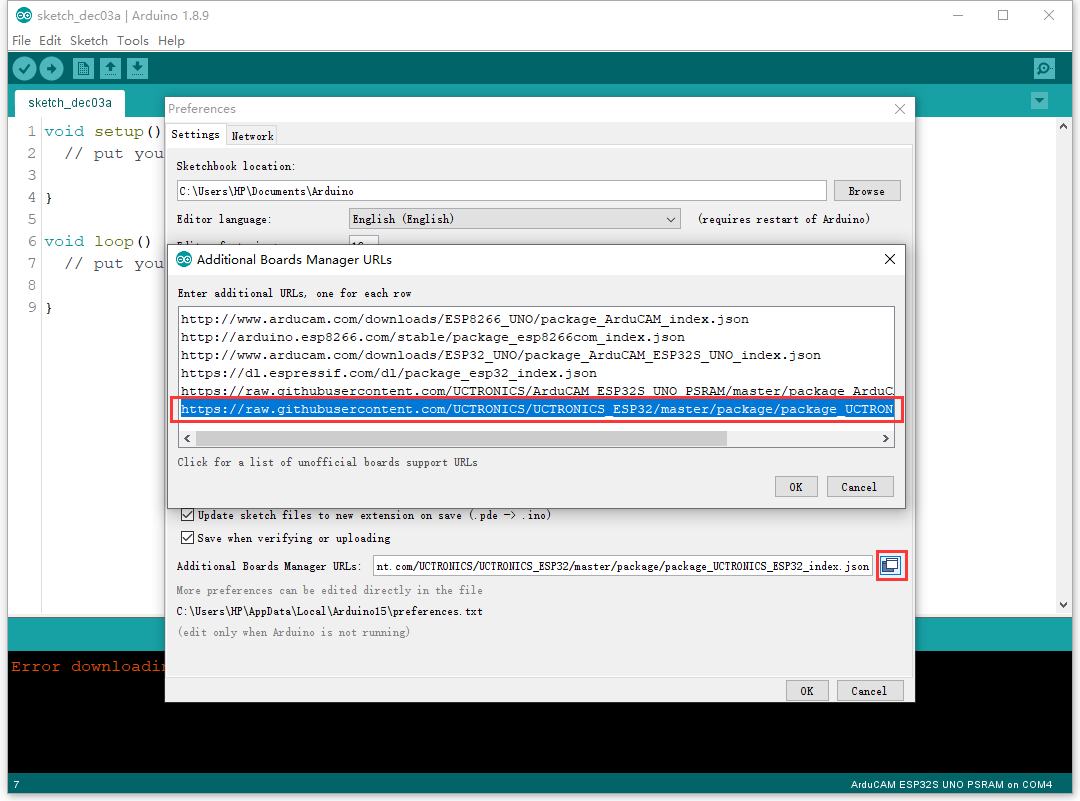 sketch_dec03a | Arduino 1.8.9
File Edit Sketch Tools Help
sketch_dec03a
1 void setup()
2 // put you
3
4 }
5
6 void loop()
7 // put you
8
9 }
Preferences
Settings Network
Sketchbook location:
C:\Users\HP\Documents\Arduino Browse
Editor language: English (English) (requires restart of Arduino)
Additional Boards Manager URLs
Enter additional URLs, one for each row
http://www.arducam.com/downloads/ESP8266_UNO/package_ArduCAM_index.json
http://arduino.esp8266.com/stable/package_esp8266com_index.json
http://www.arducam.com/downloads/ESP32_UNO/package_ArduCAM_ESP32S_UNO_index.json
https://dl.espressif.com/dl/package_esp32_index.json
https://raw.githubusercontent.com/UCTRONICS/ArduCAM_ESP32S_UNO_PSRAM/master/package_ArduC
https://raw.githubusercontent.com/UCTRONICS/UCTRONICS_ESP32/master/package/package_UCTRON
Click for a list of unofficial boards support URLs
OK Cancel
Update sketch files to new extension on save (.pde -> .ino)
Save when verifying or uploading
Additional Boards Manager URLs: nt.com/UCTRONICS/UCTRONICS_ESP32/master/package/package_UCTRONICS_ESP32_index.json
More preferences can be edited directly in the file
C:\Users\HP\AppData\Local\Arduino15\preferences.txt
(edit only when Arduino is not running)
OK Cancel
Error downloadin
7 ArduCAM ESP32S UNO PSRAM on COM4